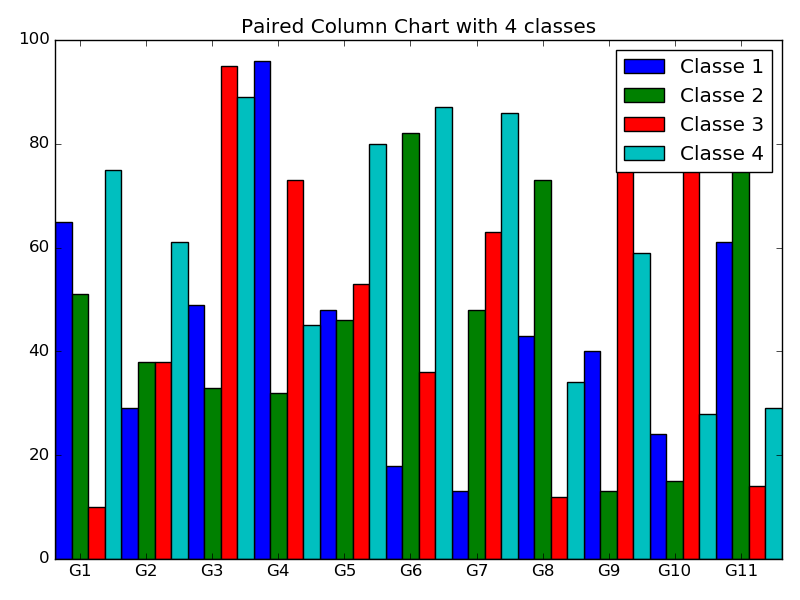 Paired Column Chart with 4 classes
100
80
60
40
20
0
Classe 1
Classe 2
Classe 3
Classe 4
G1 G2 G3 G4 G5 G6 G7 G8 G9 G10 G11